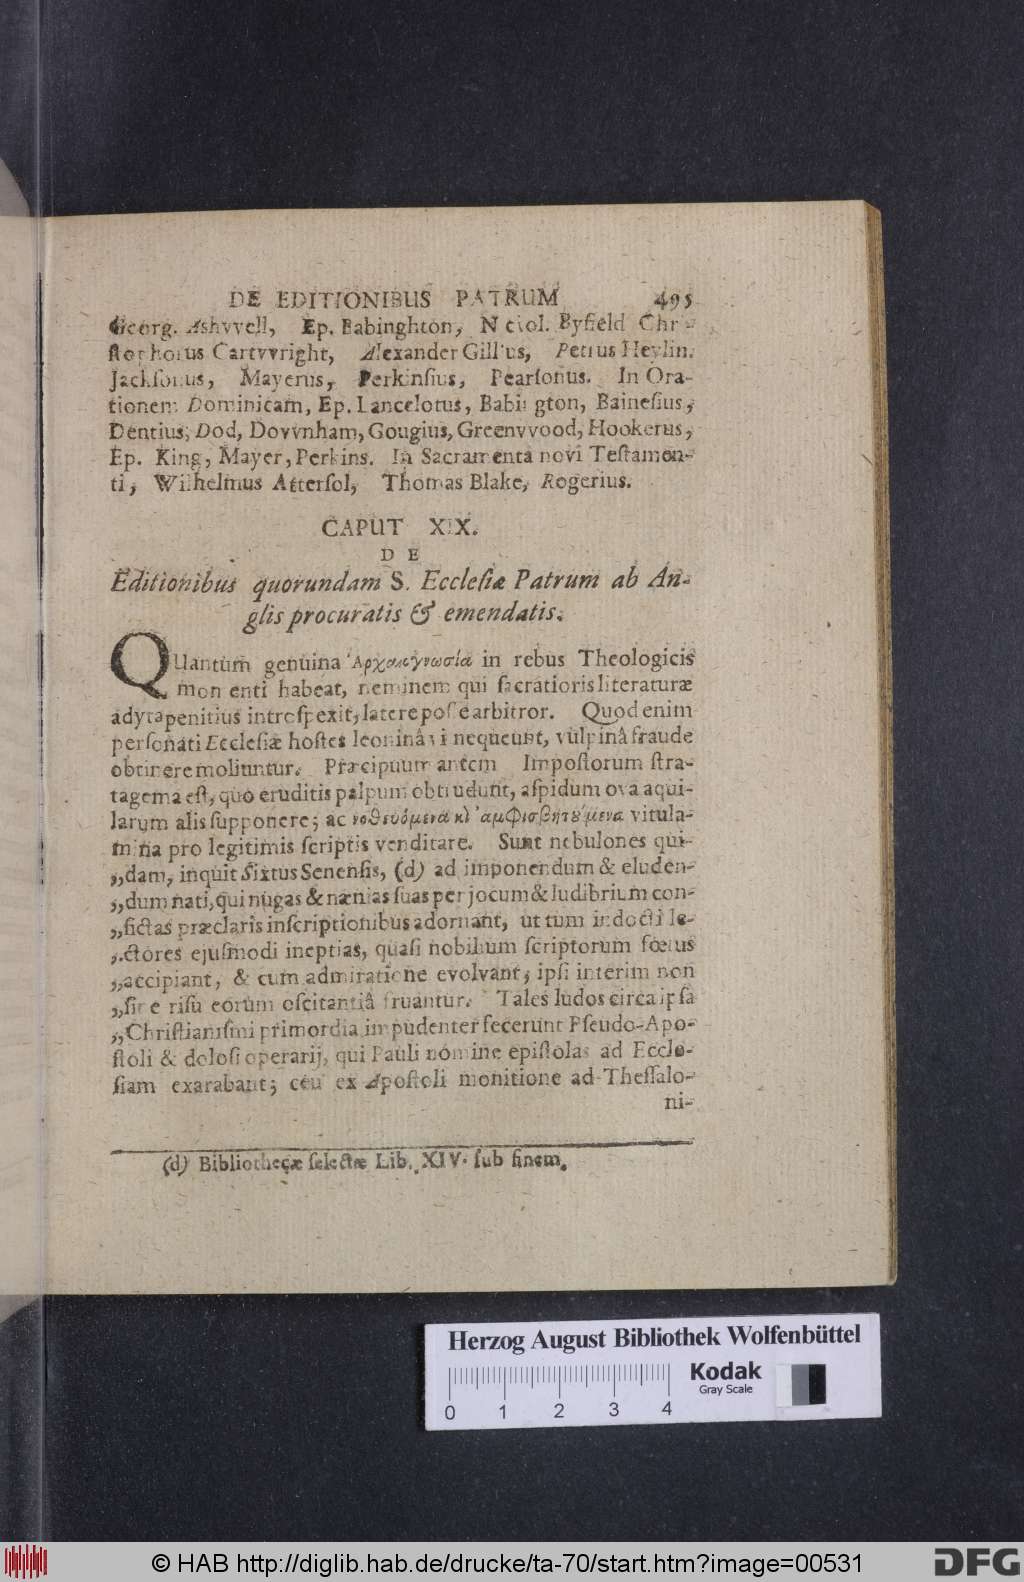 DE EDITIONIBUS PATRUM 495
Georg. Ashvvell, Ep. Babinghton, Byfield Chri-
ſtophorus Cartvvright, Alexander Gillius, Petrus Heylin.
Jackſonus, Mayerus, Perkinſius, Pearſonus. In Ora-
tionem Dominicam, Ep. Lancelotus, Babington, Baineſius,
Dentius, Dod, Dovvnham, Gougius, Greenvvood, Hookerus,
Ep. King, Mayer, Perkins. In Sacramenta novi Teſtamen-
ti, Wilhelmus Atterſol, Thomas Blake, Rogerius.
CAPUT XIX.
DE
Editionibus quorundam S. Eccleſiæ Patrum ab An-
glis procuratis & emendatis.
QUantum genuina Ἀρχαιογνωσία in rebus Theologicis
momenti habeat, neminem qui ſacratioris literaturæ
adyta penitius introſpexit, latere poſſe arbitror. Quod enim
perſonati Eccleſiæ hoſtes leoninâ vi nequeunt, vulpinâ fraude
obtinere moliuntur. Præcipuum autem Impoſtorum ſtra-
tagema eſt, quo eruditis palpum obtrudunt, aſpidum ova aqui-
larum alis ſupponere; ac νοθευόμενα κὶ ἀμφισβητούμενα vitula-
mina pro legitimis ſcriptis venditare. Sunt nebulones qui-
„dam, inquit Sixtus Senenſis, (d) ad imponendum & eluden-
„dum nati, qui nugas & nænias ſuas per jocum & ludibrium con-
„fictas præclaris inſcriptionibus adornant, ut tum indocti le-
„ctores ejuſmodi ineptias, quaſi nobilium ſcriptorum fœtus
„accipiant, & cum admiratione evolvant; ipſi interim non
„ſine riſu eorum oſcitantiâ fruantur. Tales ludos circa ipſa
„Chriſtianiſmi primordia impudenter fecerunt Pſeudo-Apo-
ſtoli & doloſi operarij, qui Pauli nomine epiſtolas ad Eccle-
ſiam exarabant; ceu ex Apoſtoli monitione ad Theſſalo-
ni-
(d) Bibliothecæ ſelectæ Lib. XIV. ſub finem.
Herzog August Bibliothek Wolfenbüttel
Kodak
Gray Scale
0 1 2 3 4
© HAB http://diglib.hab.de/drucke/ta-70/start.htm?image=00531
DFG